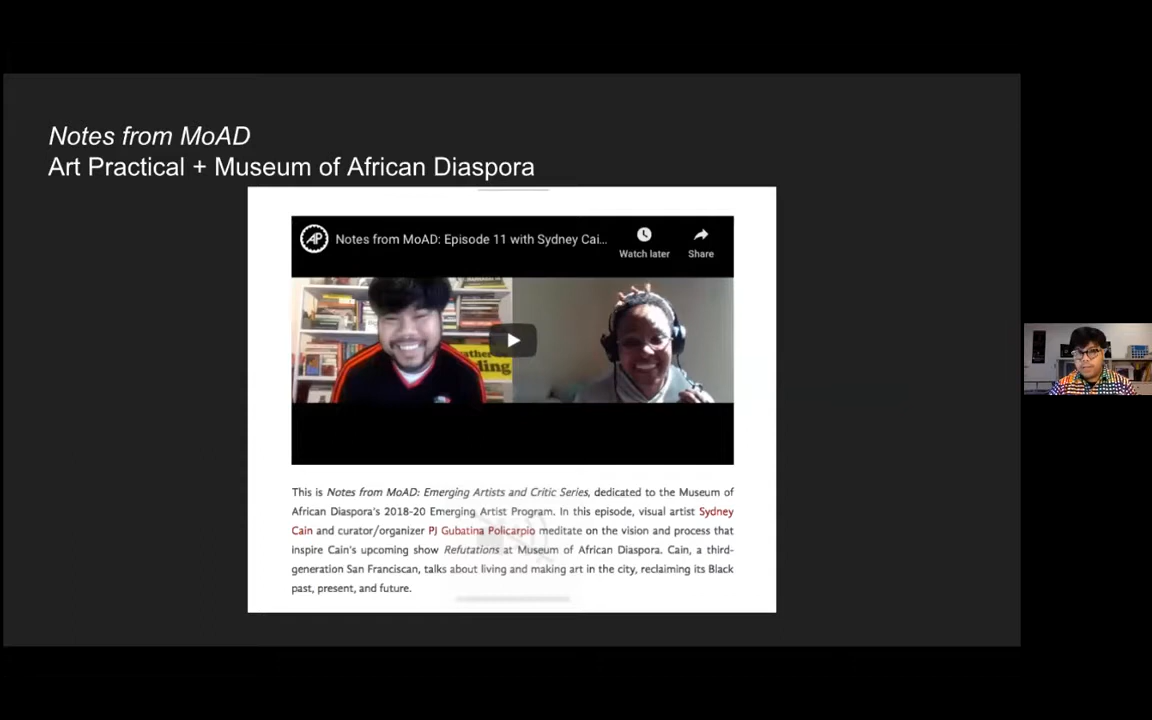 Notes from MoAD
Art Practical + Museum of African Diaspora
AP
Notes from MoAD: Episode 11 with Sydney Cai...
Watch later
Share
This is Notes from MoAD: Emerging Artists and Critic Series, dedicated to the Museum of
African Diaspora's 2018-20 Emerging Artist Program. In this episode, visual artist Sydney
Cain and curator/organizer PJ Gubatina Policarpio meditate on the vision and process that
inspire Cain's upcoming show Refutations at Museum of African Diaspora. Cain, a third-
generation San Franciscan, talks about living and making art in the city, reclaiming its Black
past, present, and future.